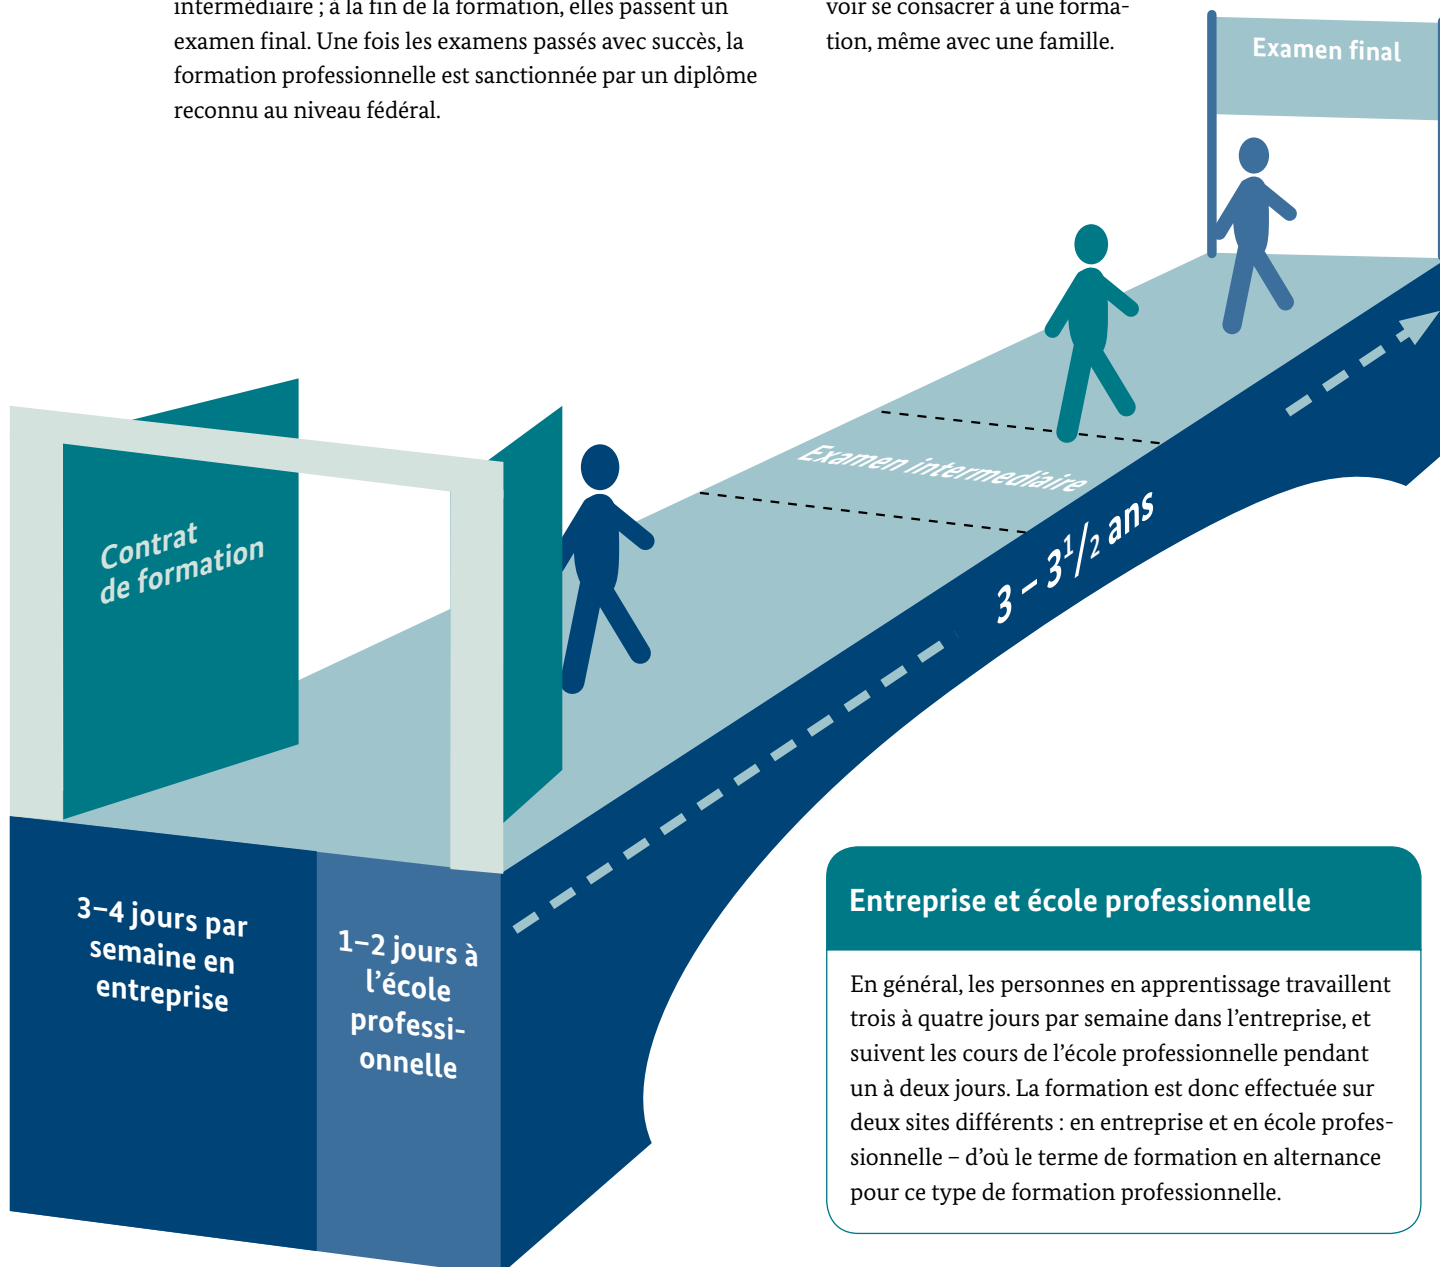 intermédiaire ; à la fin de la formation, elles passent un
examen final. Une fois les examens passés avec succès, la
formation professionnelle est sanctionnée par un diplôme
reconnu au niveau fédéral.
voir se consacrer à une forma-
tion, même avec une famille.
Examen final
Examen intermediaire
3 – 3 1/2 ans
Contrat
de formation
3–4 jours par
semaine en
entreprise
1–2 jours à
l’école
professi-
onnelle
Entreprise et école professionnelle
En général, les personnes en apprentissage travaillent
trois à quatre jours par semaine dans l’entreprise, et
suivent les cours de l’école professionnelle pendant
un à deux jours. La formation est donc effectuée sur
deux sites différents : en entreprise et en école profes-
sionnelle – d’où le terme de formation en alternance
pour ce type de formation professionnelle.